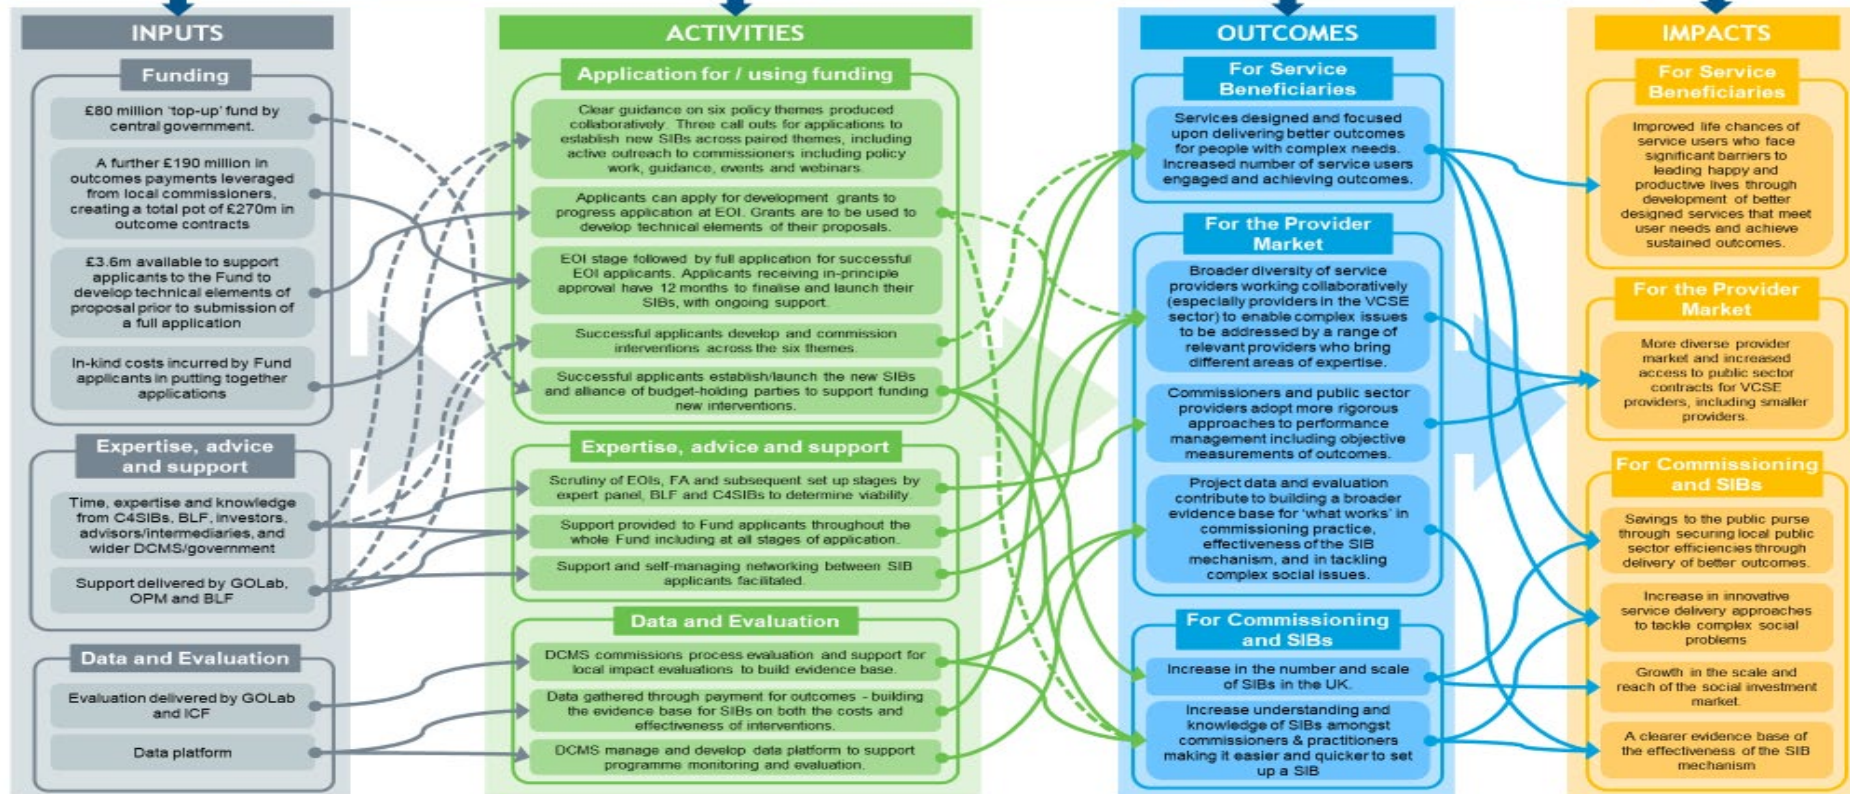 INPUTS
Funding
£80 million ‘top-up’ fund by
central government.
A further £190 million in
outcomes payments leveraged
from local commissioners,
creating a total pot of £270m in
outcome contracts
£3.6m available to support
applicants to the Fund to
develop technical elements of
proposal prior to submission of
a full application
In-kind costs incurred by Fund
applicants in putting together
applications
Expertise, advice
and support
Time, expertise and knowledge
from C4SIBs, BLF, investors,
advisors/intermediaries, and
wider DCMS/government
Support delivered by GOLab,
OPM and BLF
Data and Evaluation
Evaluation delivered by GOLab
and ICF
Data platform
ACTIVITIES
Application for / using funding
Clear guidance on six policy themes produced
collaboratively. Three call outs for applications to
establish new SIBs across paired themes, including
active outreach to commissioners including policy
work, guidance, events and webinars.
Applicants can apply for development grants to
progress application at EOI. Grants are to be used to
develop technical elements of their proposals.
EOI stage followed by full application for successful
EOI applicants. Applicants receiving in-principle
approval have 12 months to finalise and launch their
SIBs, with ongoing support.
Successful applicants develop and commission
interventions across the six themes.
Successful applicants establish/launch the new SIBs
and alliance of budget-holding parties to support funding
new interventions.
Expertise, advice and support
Scrutiny of EOIs, FA and subsequent set up stages by
expert panel, BLF and C4SIBs to determine viability.
Support provided to Fund applicants throughout the
whole Fund including at all stages of application.
Support and self-managing networking between SIB
applicants facilitated.
Data and Evaluation
DCMS commissions process evaluation and support for
local impact evaluations to build evidence base.
Data gathered through payment for outcomes - building
the evidence base for SIBs on both the costs and
effectiveness of interventions.
DCMS manage and develop data platform to support
programme monitoring and evaluation.
OUTCOMES
For Service
Beneficiaries
Services designed and focused
upon delivering better outcomes
for people with complex needs.
Increased number of service users
engaged and achieving outcomes.
For the Provider
Market
Broader diversity of service
providers working collaboratively
(especially providers in the VCSE
sector) to enable complex issues
to be addressed by a range of
relevant providers who bring
different areas of expertise.
Commissioners and public sector
providers adopt more rigorous
approaches to performance
management including objective
measurements of outcomes.
Project data and evaluation
contribute to building a broader
evidence base for ‘what works’ in
commissioning practice,
effectiveness of the SIB
mechanism, and in tackling
complex social issues.
For Commissioning
and SIBs
Increase in the number and scale
of SIBs in the UK.
Increase understanding and
knowledge of SIBs amongst
commissioners & practitioners
making it easier and quicker to set
up a SIB
IMPACTS
For Service
Beneficiaries
Improved life chances of
service users who face
significant barriers to
leading happy and
productive lives through
development of better
designed services that meet
user needs and achieve
sustained outcomes.
For the Provider
Market
More diverse provider
market and increased
access to public sector
contracts for VCSE
providers, including smaller
providers.
For Commissioning
and SIBs
Savings to the public purse
through securing local public
sector efficiencies through
delivery of better outcomes.
Increase in innovative
service delivery approaches
to tackle complex social
problems
Growth in the scale and
reach of the social investment
market.
A clearer evidence base of
the effectiveness of the SIB
mechanism